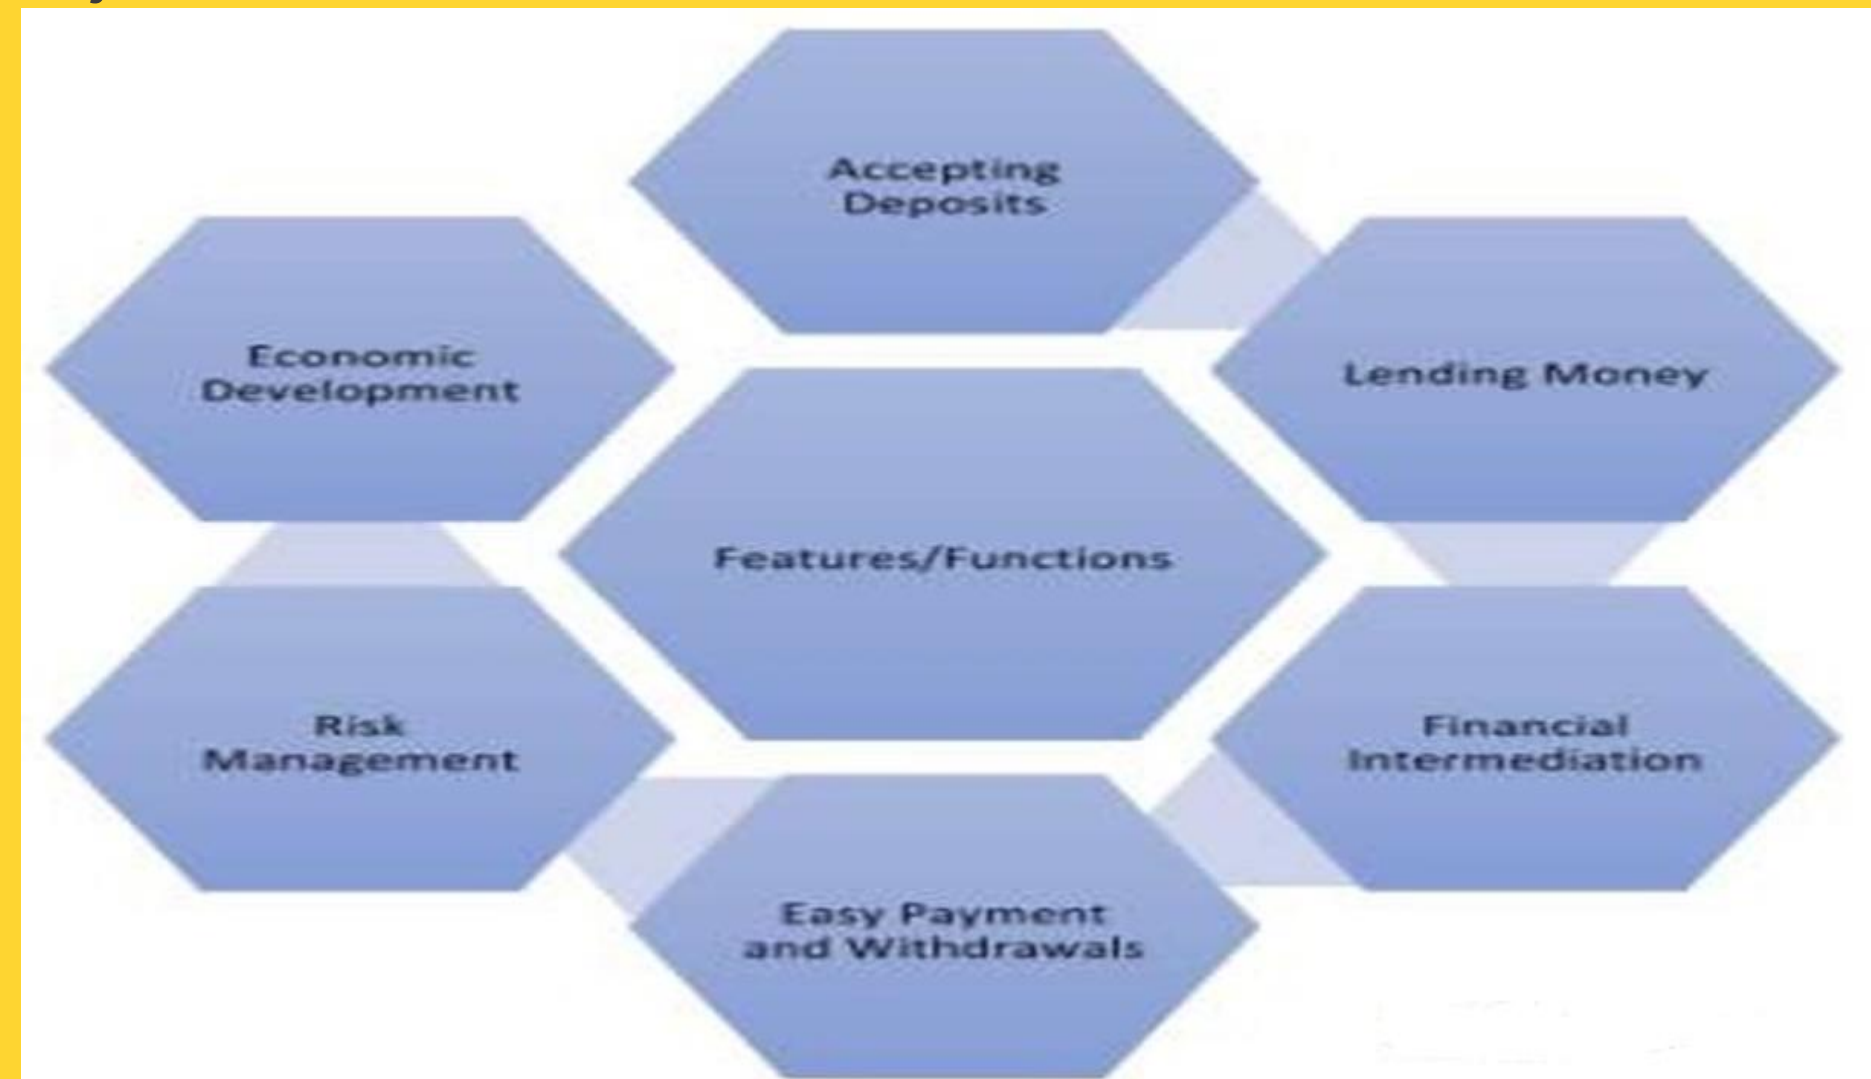 Accepting
Deposits
Lending Money
Financial
Intermediation
Easy Payment
and Withdrawals
Risk
Management
Economic
Development
Features/Functions